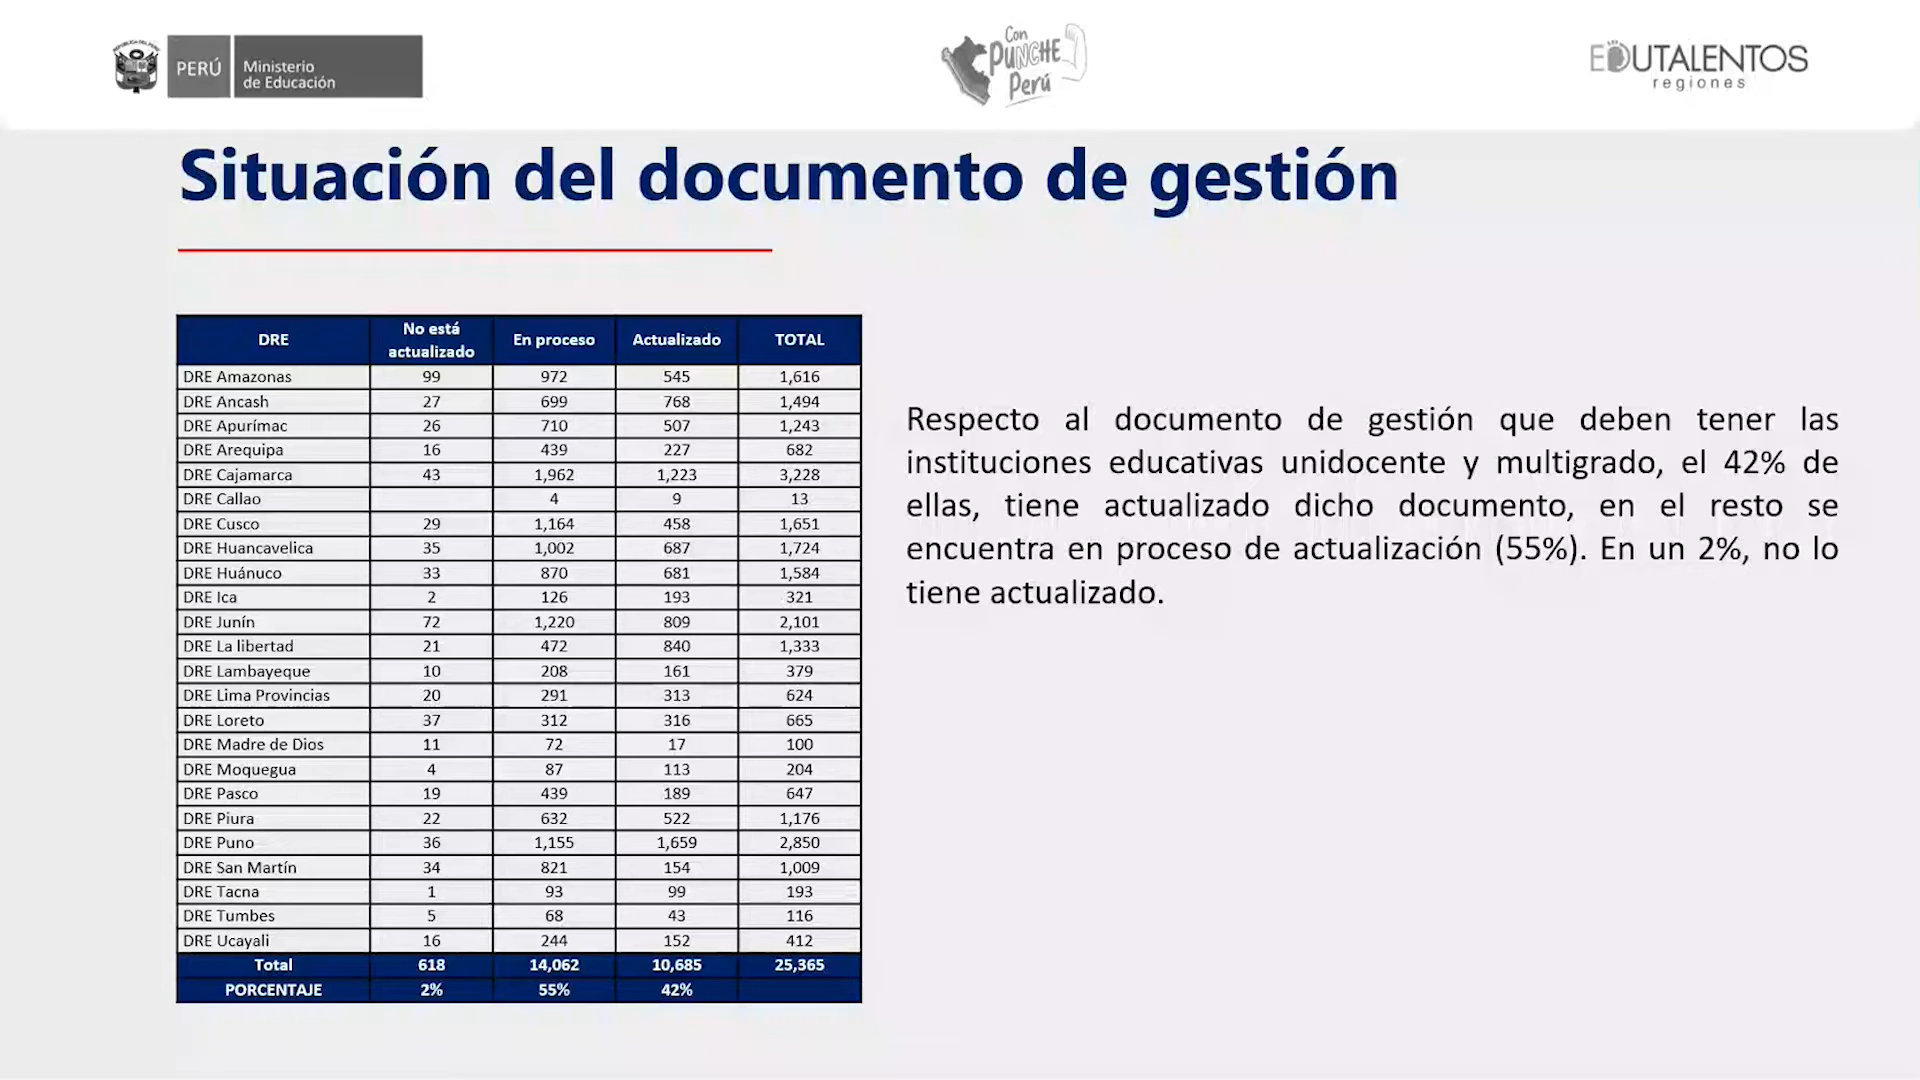 PERÚ
Ministerio
de Educación
Con
PUNCHE
Perú
EDUTALENTOS
regiones
Situación del documento de gestión
DRE No está actualizado En proceso Actualizado TOTAL
DRE Amazonas 99 972 545 1,616
DRE Ancash 27 699 768 1,494
DRE Apurímac 26 710 507 1,243
DRE Arequipa 16 439 227 682
DRE Cajamarca 43 1,962 1,223 3,228
DRE Callao 4 9 13
DRE Cusco 29 1,164 458 1,651
DRE Huancavelica 35 1,002 687 1,724
DRE Huánuco 33 870 681 1,584
DRE Ica 2 126 193 321
DRE Junín 72 1,220 809 2,101
DRE La libertad 21 472 840 1,333
DRE Lambayeque 10 208 161 379
DRE Lima Provincias 20 291 313 624
DRE Loreto 37 312 316 665
DRE Madre de Dios 11 72 17 100
DRE Moquegua 4 87 113 204
DRE Pasco 19 439 189 647
DRE Piura 22 632 522 1,176
DRE Puno 36 1,155 1,659 2,850
DRE San Martín 34 821 154 1,009
DRE Tacna 1 93 99 193
DRE Tumbes 5 68 43 116
DRE Ucayali 16 244 152 412
Total 618 14,062 10,685 25,365
PORCENTAJE 2% 55% 42%
Respecto al documento de gestión que deben tener las
instituciones educativas unidocente y multigrado, el 42% de
ellas, tiene actualizado dicho documento, en el resto se
encuentra en proceso de actualización (55%). En un 2%, no lo
tiene actualizado.